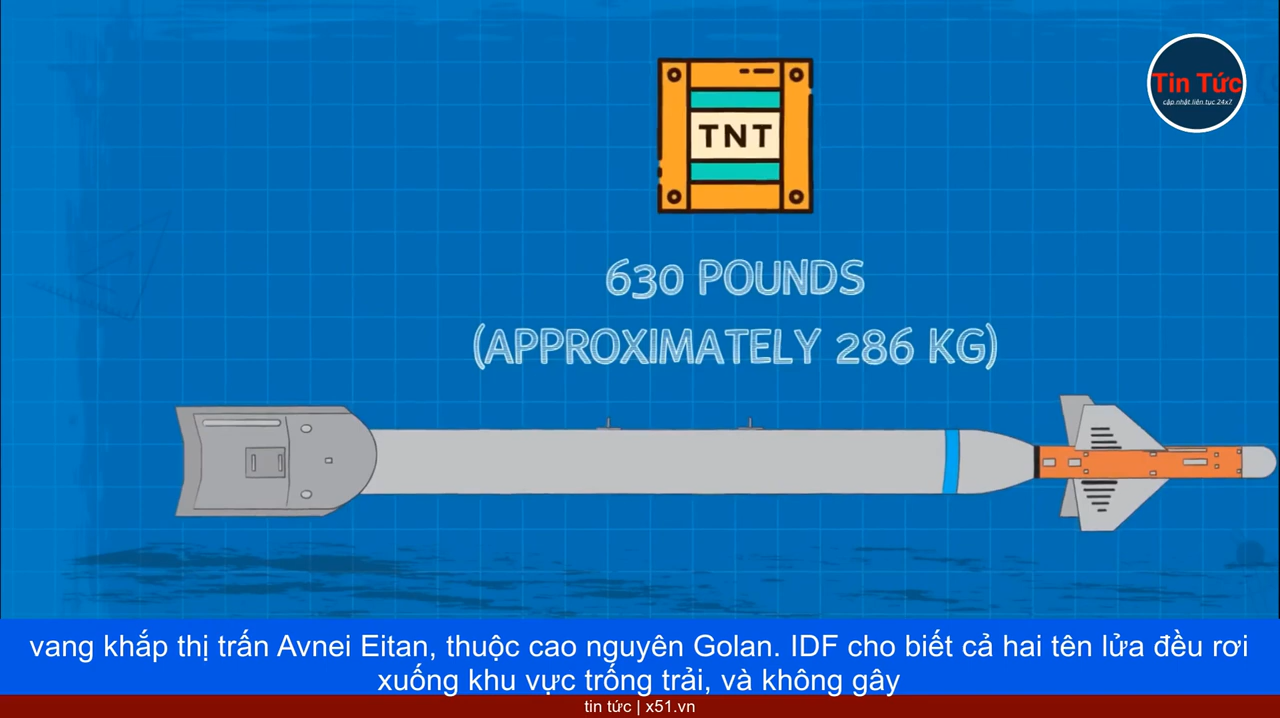 Tin Tức
cập nhật liên tục 24x7
TNT
630 POUNDS
(APPROXIMATELY 286 KG)
vang khắp thị trấn Avnei Eitan, thuộc cao nguyên Golan. IDF cho biết cả hai tên lửa đều rơi
xuống khu vực trống trải, và không gây
tin tức | x51.vn